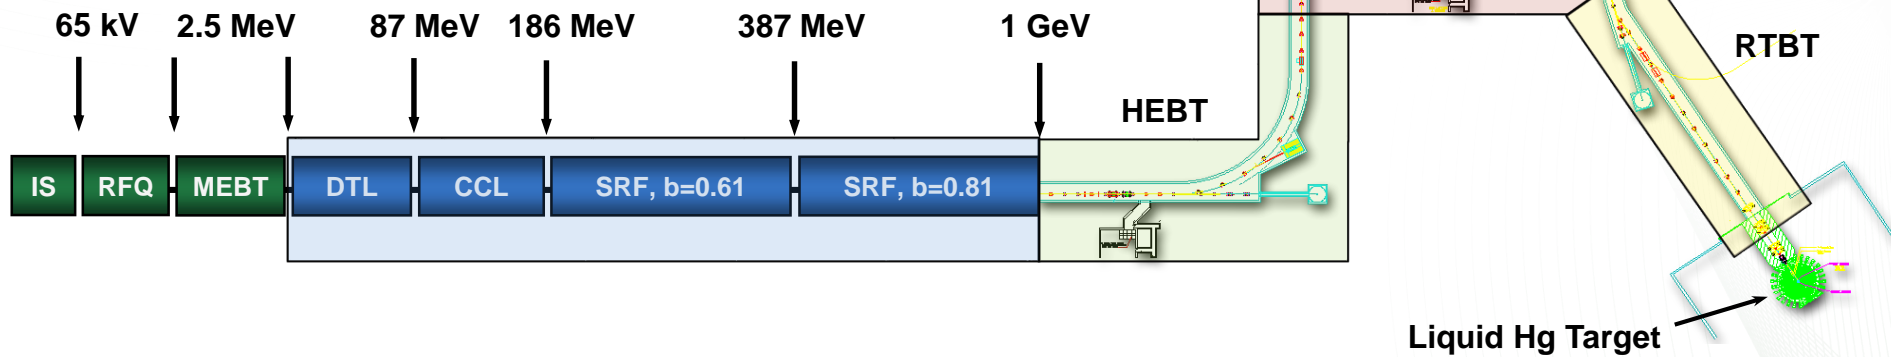 65 kV 2.5 MeV 87 MeV 186 MeV 387 MeV 1 GeV
RTBT
HEBT
IS RFQ MEBT DTL CCL SRF, b=0.61 SRF, b=0.81
Liquid Hg Target